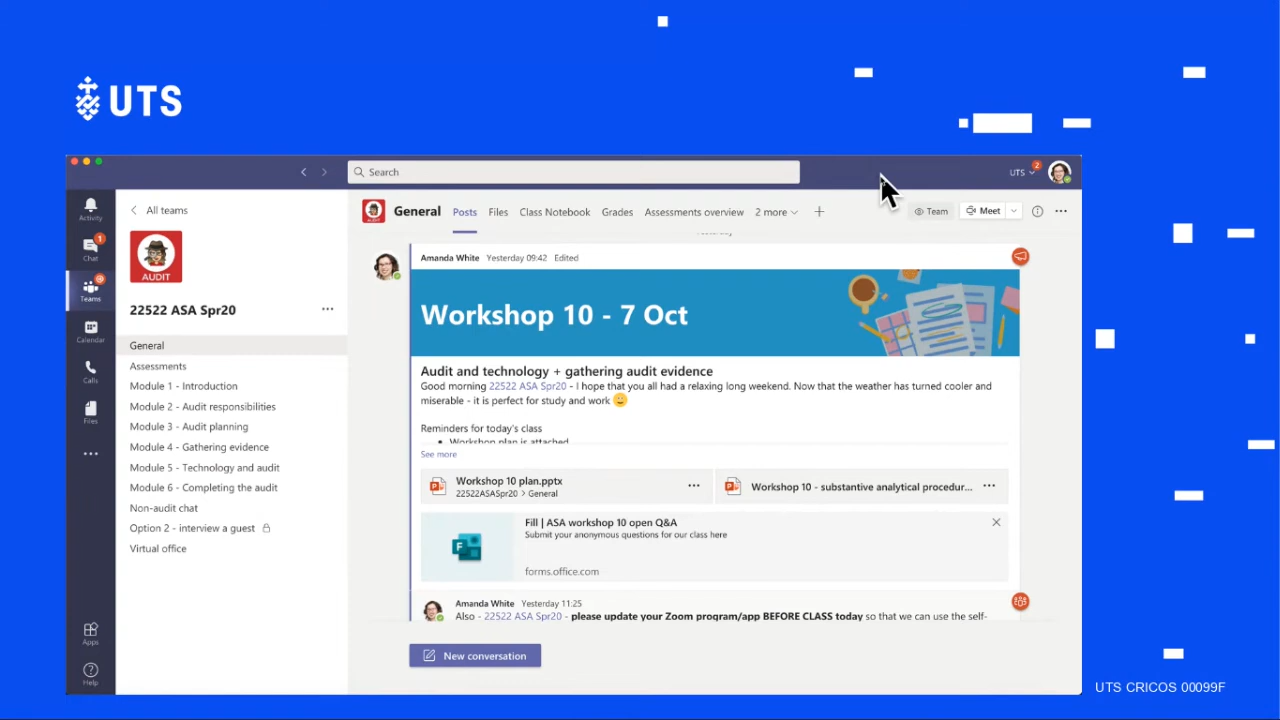 UTS
Search
UTS
2
Activity
Chat
1
Teams
Calendar
Calls
Files
Apps
Help
All teams
AUDIT
22522 ASA Spr20
General
Assessments
Module 1 - Introduction
Module 2 - Audit responsibilities
Module 3 - Audit planning
Module 4 - Gathering evidence
Module 5 - Technology and audit
Module 6 - Completing the audit
Non-audit chat
Option 2 - interview a guest
Virtual office
AUDIT
General
Posts
Files
Class Notebook
Grades
Assessments overview
2 more
Team
Meet
Amanda White Yesterday 09:42 Edited
Workshop 10 - 7 Oct
Audit and technology + gathering audit evidence
Good morning 22522 ASA Spr20 - I hope that you all had a relaxing long weekend. Now that the weather has turned cooler and
miserable - it is perfect for study and work
Reminders for today's class
Workshop plan is attached
See more
Workshop 10 plan.pptx
22522ASASpr20 > General
Workshop 10 - substantive analytical procedur...
Fill | ASA workshop 10 open Q&A
Submit your anonymous questions for our class here
forms.office.com
Amanda White Yesterday 11:25
Also - 22522 ASA Spr20 - please update your Zoom program/app BEFORE CLASS today so that we can use the self-
New conversation
UTS CRICOS 00099F